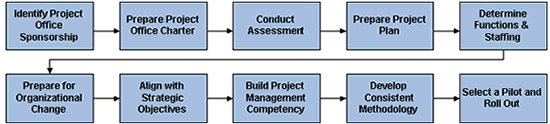 Identify Project
Office
Sponsorship
Prepare Project
Office Charter
Conduct
Assessment
Prepare Project
Plan
Determine
Functions &
Staffing
Prepare for
Organizational
Change
Align with
Strategic
Objectives
Build Project
Management
Competency
Develop
Consistent
Methodology
Select a Pilot and
Roll Out